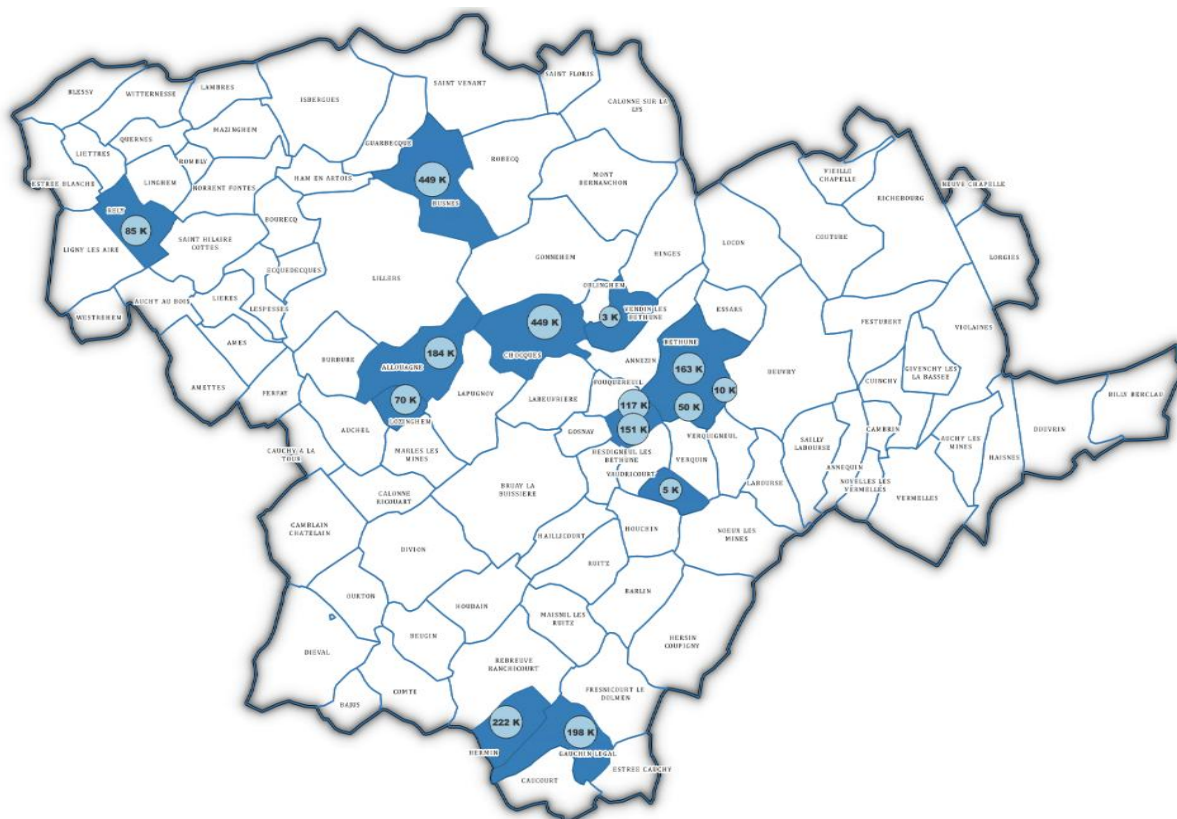 SAINT VENANT
SAINT FLORIS
CALONNE SUR LA
LYS
BLESSY
WITTERNESSE
LAMBRES
ISBERGUES
MAZINGHEM
QUERNES
GUARBECQUE
LIETTRES
ROMBLY
ROBECQ
ESTREE BLANCHE
LINGHEM
NORRENT FONTES
HAM EN ARTOIS
449 K
BUSNES
MONT
BERNANCHON
VIEILLE
CHAPELLE
NEUVE CHAPELLE
RICHEBOURG
RELY
85 K
BOURECQ
SAINT HILAIRE
COTTES
LIGNY LES AIRE
LOCON
COUTURE
GONNEHEM
HINGES
LORGIES
ECQUEDECQUES
LILLERS
OBLINGHEM
AUCHY AU BOIS
LIERES
LESPESSES
WESTREHEM
3 K
VENDIN LES
BETHUNE
ESSARS
449 K
CHOCQUES
FESTUBERT
VIOLAINES
AMES
BETHUNE
184 K
BURBURE
ALLOUAGNE
ANNEZIN
163 K
BEUVRY
GIVENCHY LES
LA BASSEE
CUINCHY
AMETTES
FERFAY
LAPUGNOY
LABEUVRIERE
FOUQUEREUIL
10 K
BILLY BERCLAU
70 K
LOZINGHEM
117 K
50 K
151 K
AUCHEL
GOSNAY
VERQUIGNEUL
CAMBRIN
DOUVRIN
MARLES LES
MINES
HESDIGNEUL LES
BETHUNE
VERQUIN
SAILLY
LABOURSE
AUCHY LES
MINES
HAISNES
CAUCHY A LA
TOUR
VAUDRICOURT
ANNEQUIN
5 K
LABOURSE
NOYELLES LES
VERMELLES
VERMELLES
CALONNE
RICOUART
BRUAY LA
BUISSIERE
CAMBLAIN
CHATELAIN
HOUCHIN
NOEUX LES
MINES
HAILLICOURT
DIVION
RUITZ
BARLIN
OURTON
HOUDAIN
MAISNIL LES
RUITZ
BEUGIN
HERSIN
COUPIGNY
DIEVAL
REBREUVE
RANCHICOURT
COMTE
BAJUS
FRESNICOURT LE
DOLMEN
222 K
198 K
HERMIN
GAUCHIN LEGAL
ESTREE CAUCHY
CAUCOURT